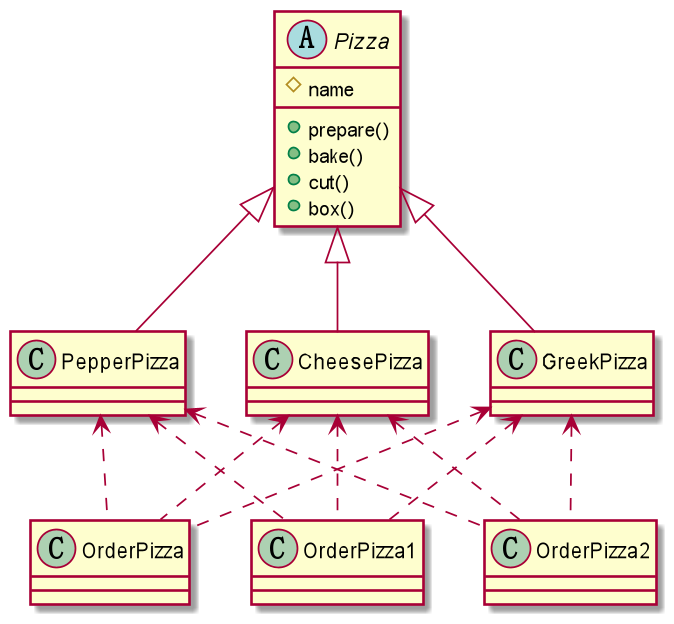 A Pizza
name
prepare()
bake()
cut()
box()
C PepperPizza
C CheesePizza
C GreekPizza
C OrderPizza
C OrderPizza1
C OrderPizza2